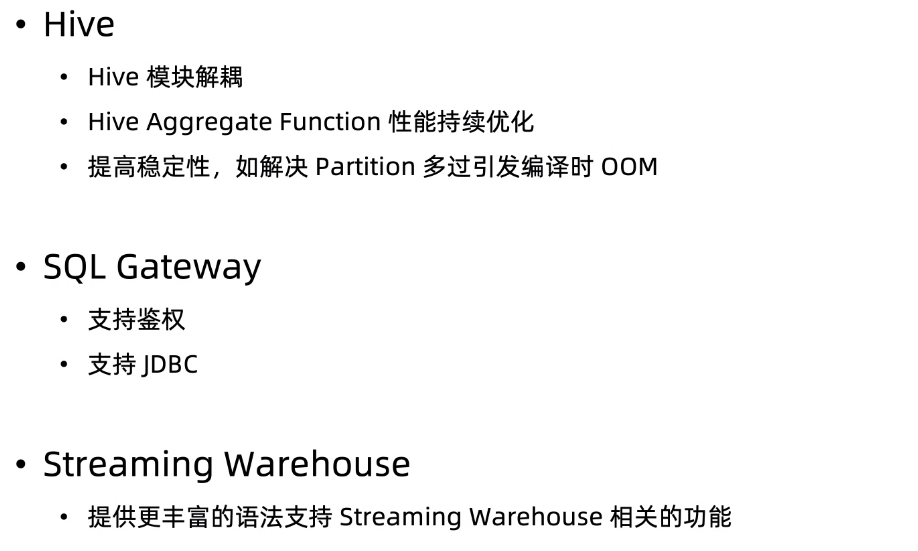 • Hive
• Hive 模块解耦
• Hive Aggregate Function 性能持续优化
• 提高稳定性，如解决 Partition 多过引发编译时 OOM
• SQL Gateway
• 支持鉴权
• 支持 JDBC
• Streaming Warehouse
• 提供更丰富的语法支持 Streaming Warehouse 相关的功能